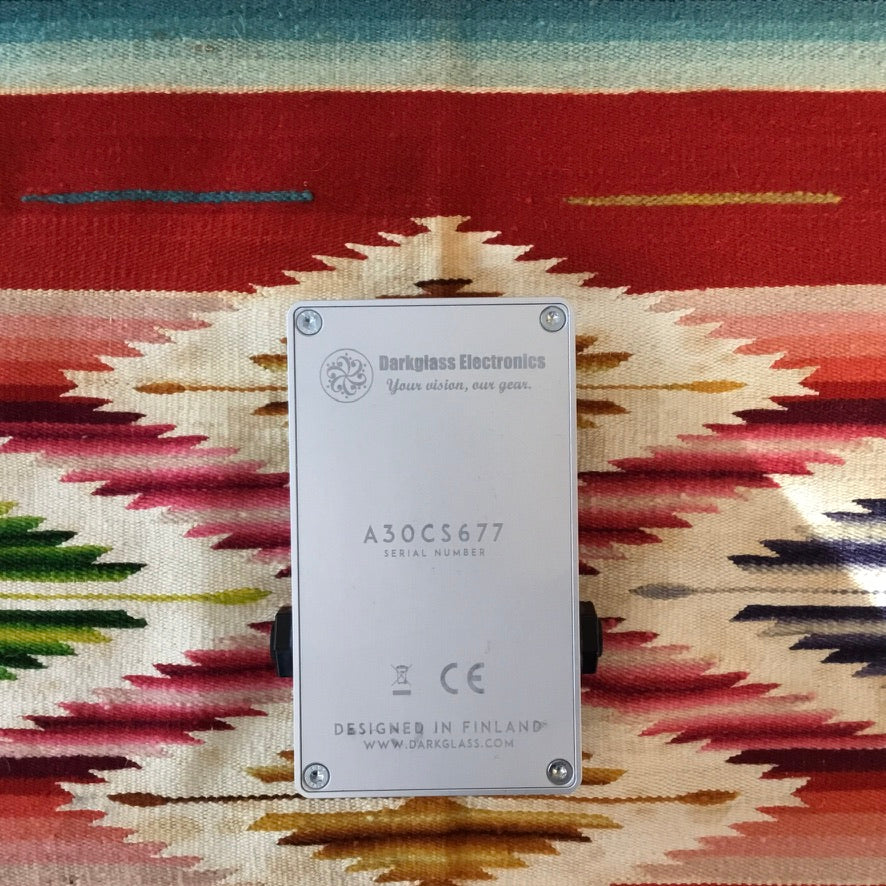 Darkglass Electronics
Your vision, our gear.
A30CS677
SERIAL NUMBER
CE
DESIGNED IN FINLAND
WWW.DARKGLASS.COM